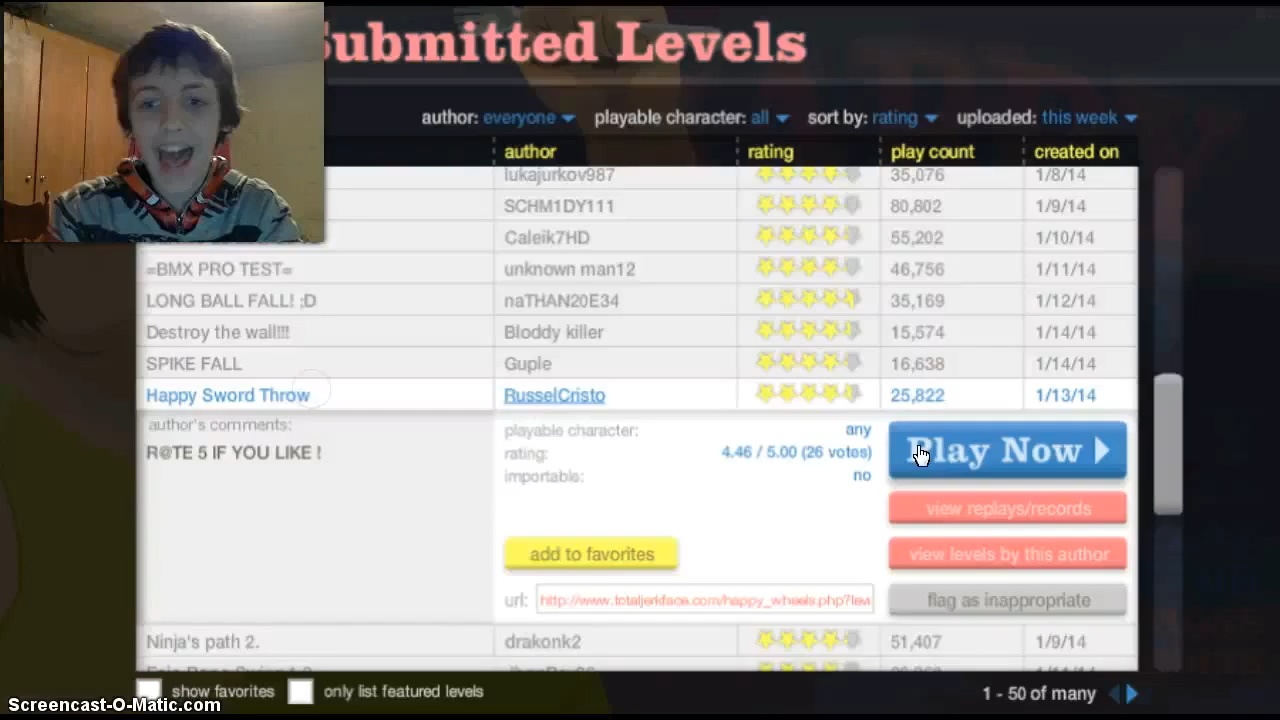 Submitted Levels
author: everyone playable character: all sort by: rating uploaded: this week
author rating play count created on
lukajurkov987 35,076 1/8/14
SCHM1DY111 80,802 1/9/14
Caleik7HD 55,202 1/10/14
=BMX PRO TEST= unknown man12 46,756 1/11/14
LONG BALL FALL! ;D naTHAN20E34 35,169 1/12/14
Destroy the wall!!! Bloddy killer 15,574 1/14/14
SPIKE FALL Guple 16,638 1/14/14
Happy Sword Throw RusselCristo 25,822 1/13/14
author's comments:
R@TE 5 IF YOU LIKE !
playable character: any
rating: 4.46 / 5.00 (26 votes)
importable: no
Play Now
view replays/records
add to favorites
view levels by this author
url: http://www.totaljerkface.com/happy_wheels.php?lev
flag as inappropriate
Ninja's path 2. drakonk2 51,407 1/9/14
show favorites only list featured levels 1 - 50 of many
Screencast-O-Matic.com